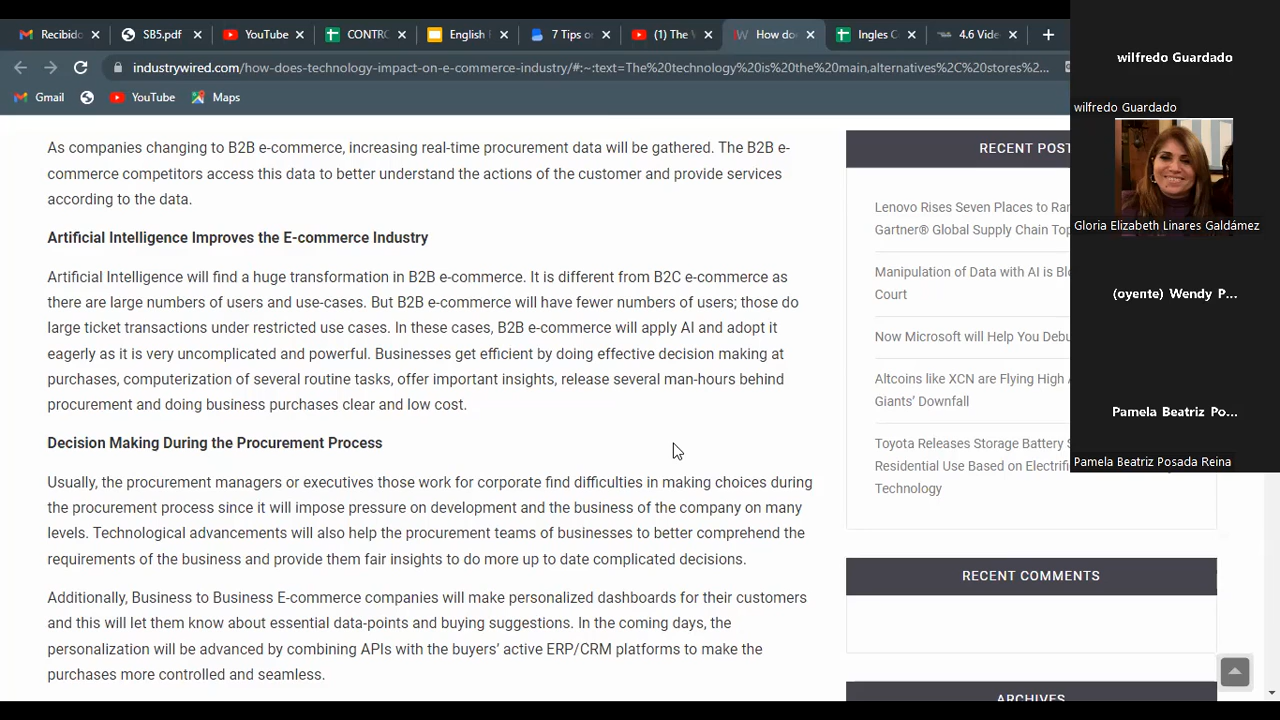 Recibido
SB5.pdf
YouTube
CONTRO
English F
7 Tips o
(1) The
How doe
Ingles C
4.6 Vide
industrywired.com/how-does-technology-impact-on-e-commerce-industry/#:~:text=The%20technology%20is%20the%20main,alternatives%2C%20stores%2...
Gmail
YouTube
Maps
As companies changing to B2B e-commerce, increasing real-time procurement data will be gathered. The B2B e-
commerce competitors access this data to better understand the actions of the customer and provide services
according to the data.
Artificial Intelligence Improves the E-commerce Industry
Artificial Intelligence will find a huge transformation in B2B e-commerce. It is different from B2C e-commerce as
there are large numbers of users and use-cases. But B2B e-commerce will have fewer numbers of users; those do
large ticket transactions under restricted use cases. In these cases, B2B e-commerce will apply AI and adopt it
eagerly as it is very uncomplicated and powerful. Businesses get efficient by doing effective decision making at
purchases, computerization of several routine tasks, offer important insights, release several man-hours behind
procurement and doing business purchases clear and low cost.
Decision Making During the Procurement Process
Usually, the procurement managers or executives those work for corporate find difficulties in making choices during
the procurement process since it will impose pressure on development and the business of the company on many
levels. Technological advancements will also help the procurement teams of businesses to better comprehend the
requirements of the business and provide them fair insights to do more up to date complicated decisions.
Additionally, Business to Business E-commerce companies will make personalized dashboards for their customers
and this will let them know about essential data-points and buying suggestions. In the coming days, the
personalization will be advanced by combining APIs with the buyers' active ERP/CRM platforms to make the
purchases more controlled and seamless.
RECENT POST
Lenovo Rises Seven Places to Ran
Gartner® Global Supply Chain Top
Manipulation of Data with AI is Blo
Court
Now Microsoft will Help You Debu
Altcoins like XCN are Flying High A
Giants' Downfall
Toyota Releases Storage Battery S
Residential Use Based on Electrifi
Technology
RECENT COMMENTS
ARCHIVES
wilfredo Guardado
wilfredo Guardado
Gloria Elizabeth Linares Galdámez
(oyente) Wendy P...
Pamela Beatriz Po...
Pamela Beatriz Posada Reina